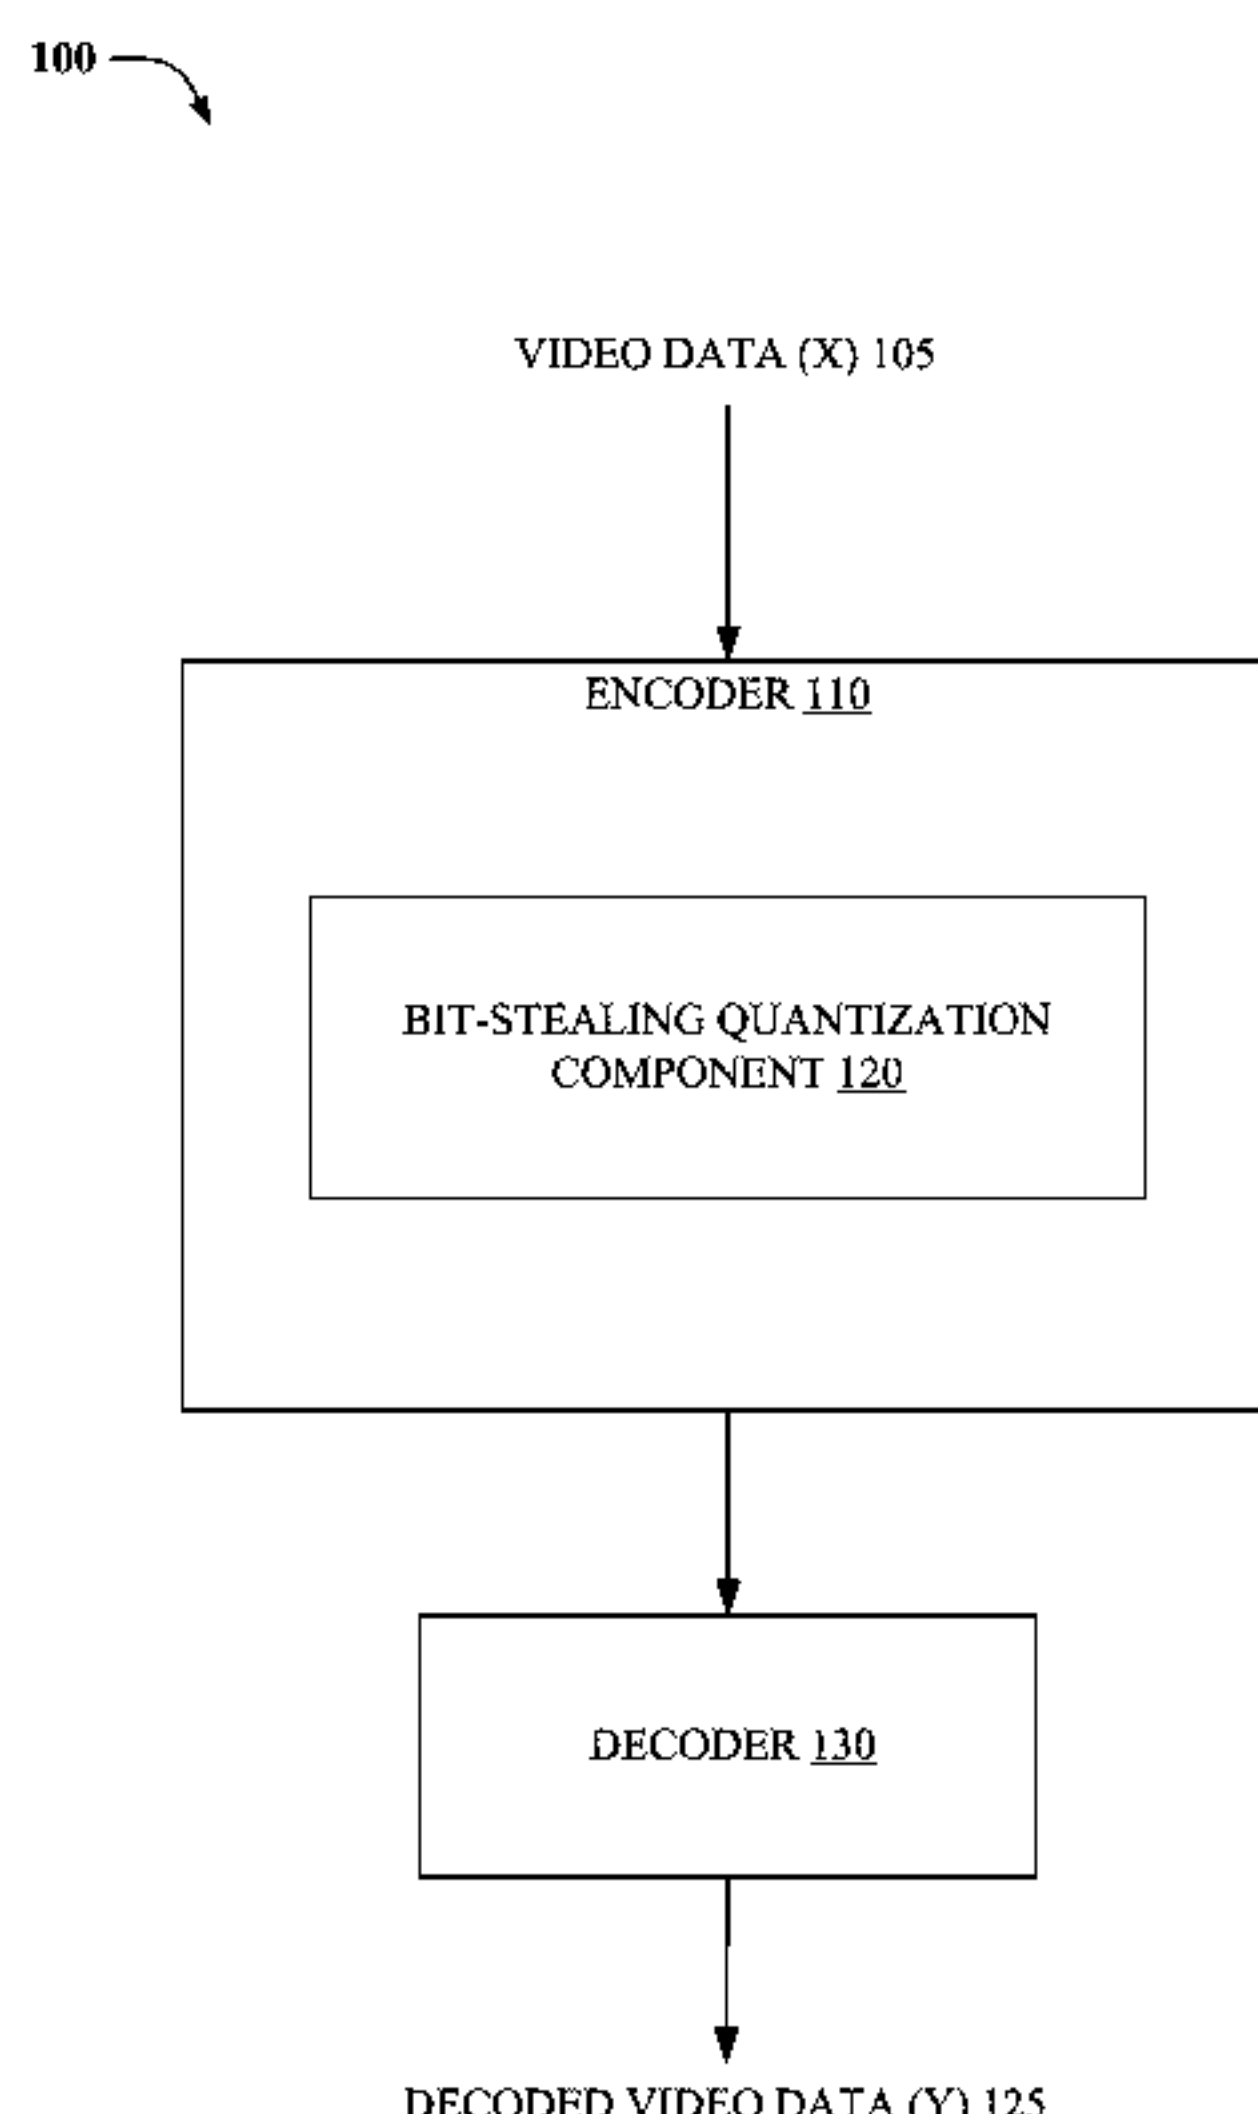 100
VIDEO DATA (X) 105
ENCODER 110
BIT-STEALING QUANTIZATION
COMPONENT 120
DECODER 130
DECODED VIDEO DATA (Y) 125